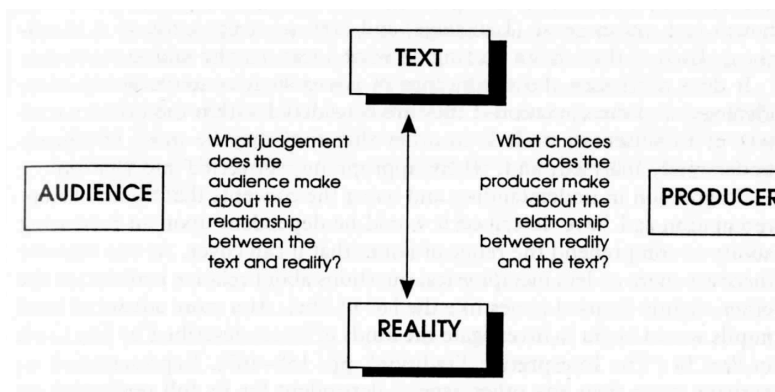 TEXT
What judgement
does the
audience make
about the
relationship
between the
text and reality?
What choices
does the
producer make
about the
relationship
between reality
and the text?
AUDIENCE
PRODUCER
REALITY